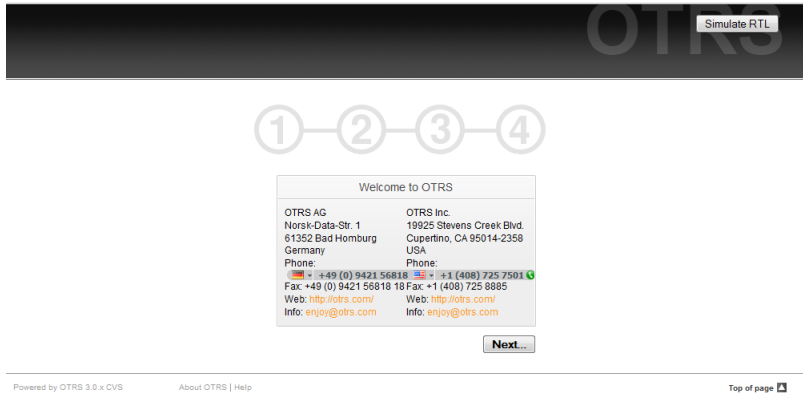 OTRS
Simulate RTL
1 2 3 4
Welcome to OTRS
OTRS AG
Norsk-Data-Str. 1
61352 Bad Homburg
Germany
Phone:
+49 (0) 9421 56818
Fax: +49 (0) 9421 56818 18
Web: http://otrs.com/
Info: enjoy@otrs.com
OTRS Inc.
19925 Stevens Creek Blvd.
Cupertino, CA 95014-2358
USA
Phone:
+1 (408) 725 7501
Fax: +1 (408) 725 8885
Web: http://otrs.com/
Info: enjoy@otrs.com
Next...
Powered by OTRS 3.0.x CVS
About OTRS | Help
Top of page